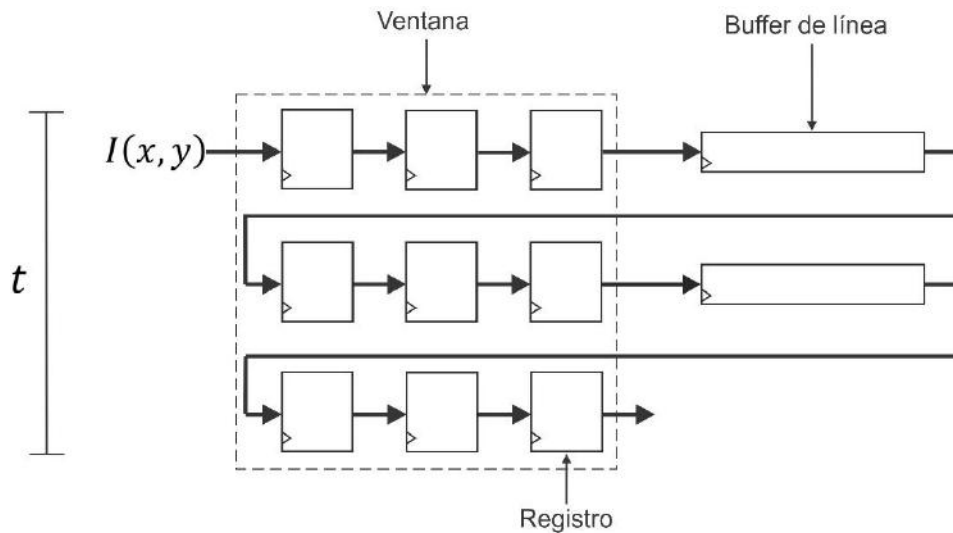 Ventana
Buffer de línea
I(x, y)
t
Registro